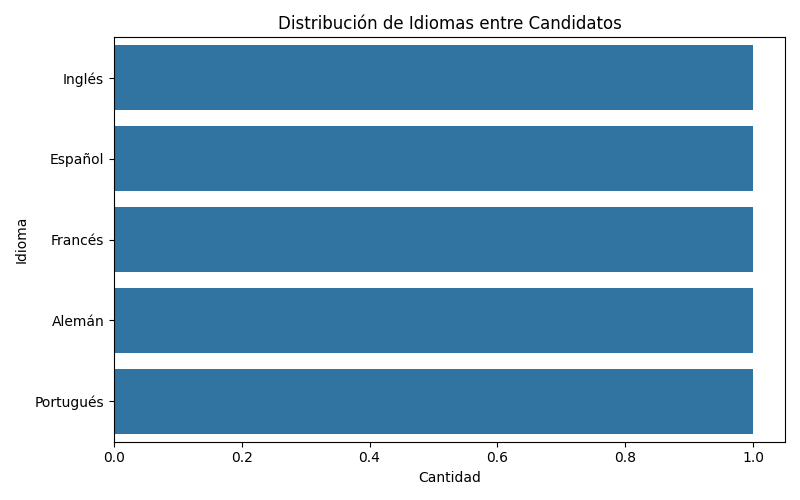 Distribución de Idiomas entre Candidatos
Idioma
Inglés
Español
Francés
Alemán
Portugués
0.0 0.2 0.4 0.6 0.8 1.0
Cantidad